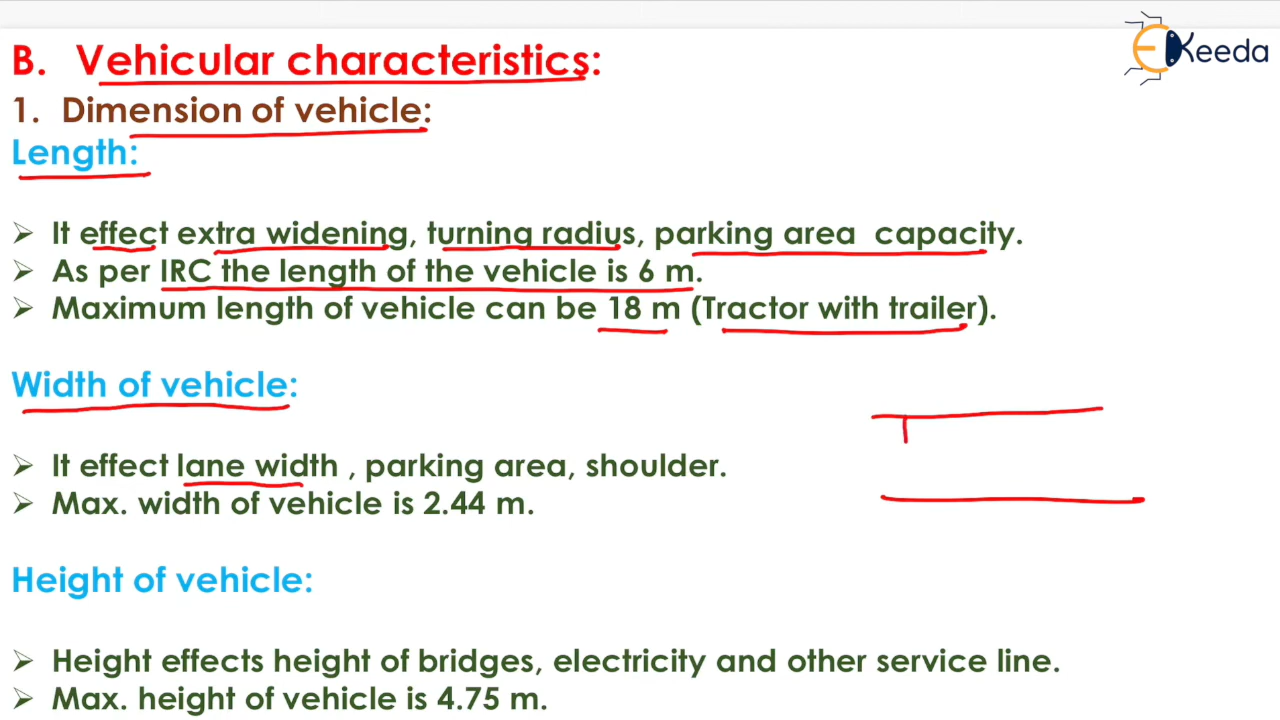 EKeeda
B. Vehicular characteristics:
1. Dimension of vehicle:
Length:
➢ It effect extra widening, turning radius, parking area capacity.
➢ As per IRC the length of the vehicle is 6 m.
➢ Maximum length of vehicle can be 18 m (Tractor with trailer).
Width of vehicle:
➢ It effect lane width , parking area, shoulder.
➢ Max. width of vehicle is 2.44 m.
Height of vehicle:
➢ Height effects height of bridges, electricity and other service line.
➢ Max. height of vehicle is 4.75 m.